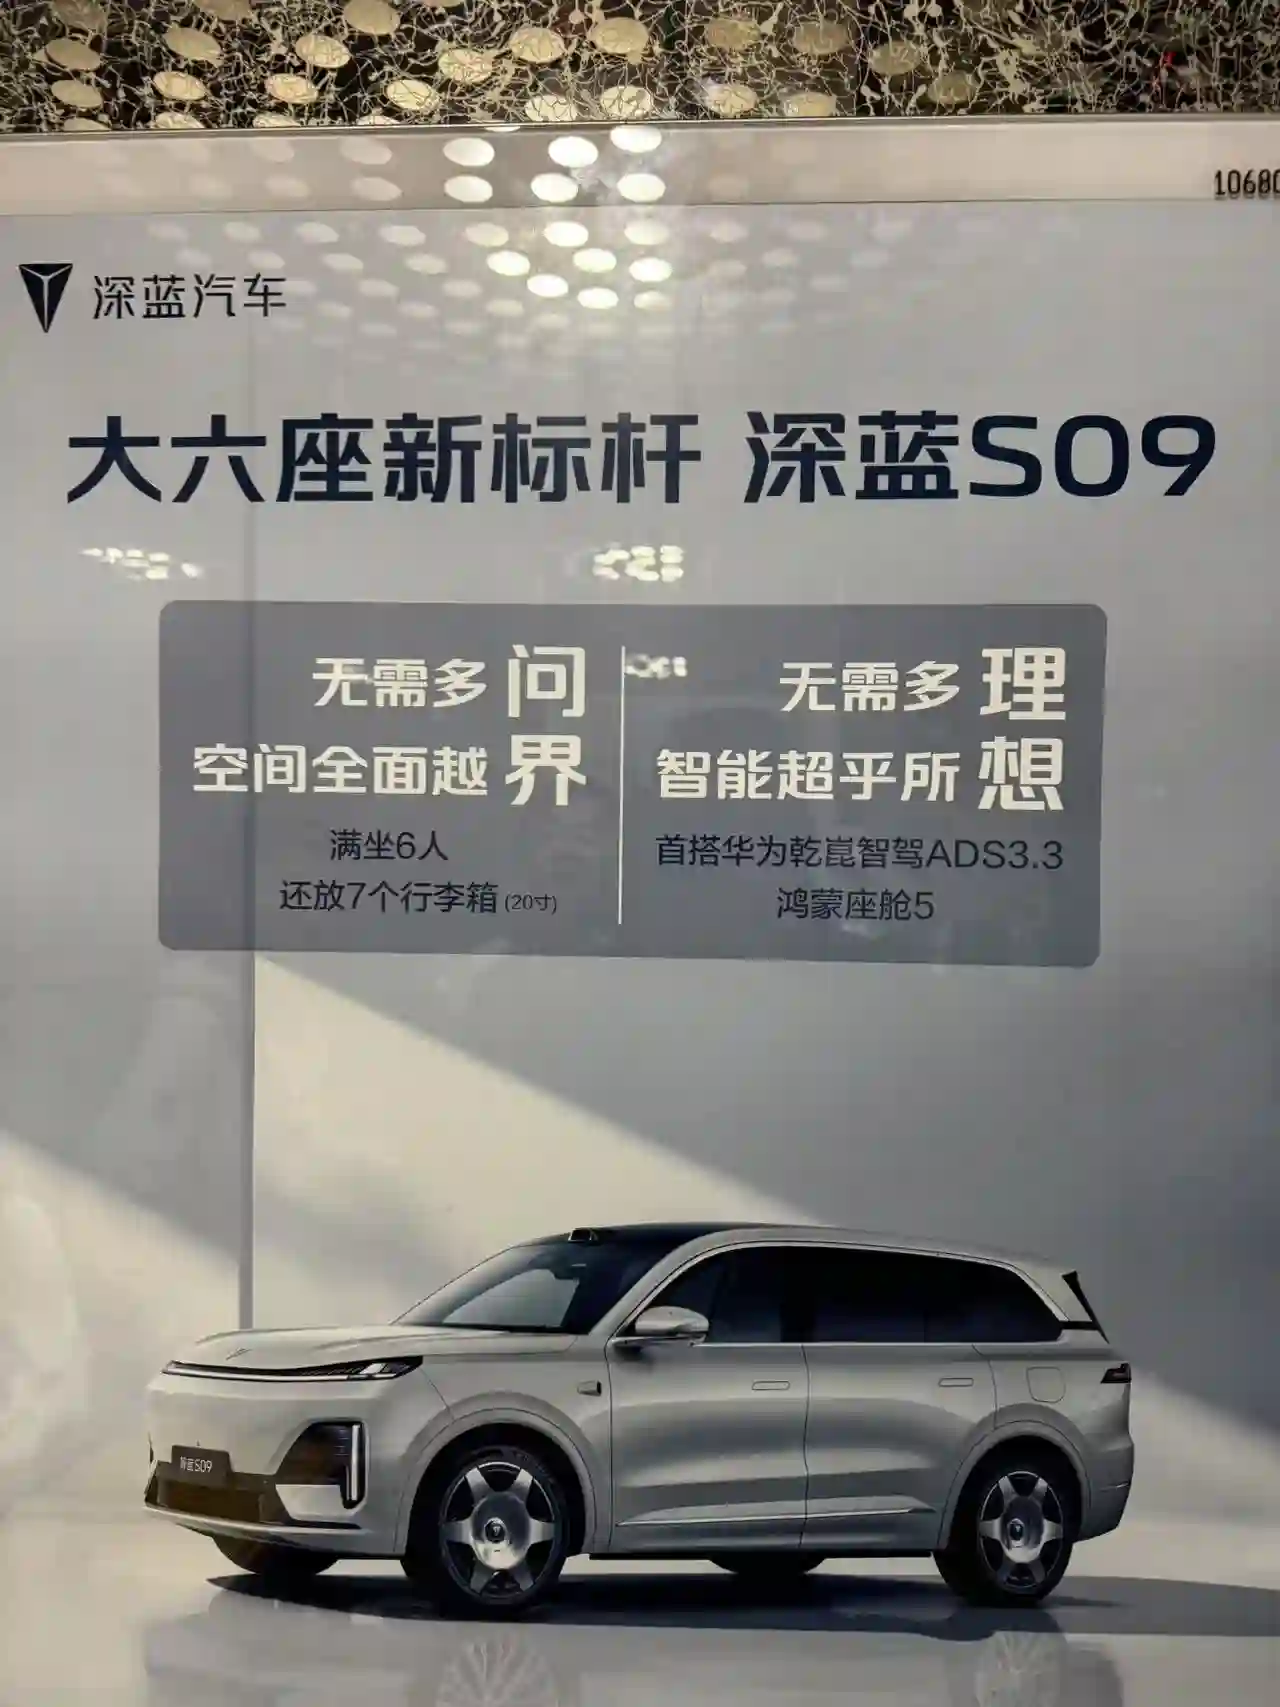 1068
深蓝汽车
大六座新标杆 深蓝S09
无需多问
空间全面越界
满坐6人
还放7个行李箱(20寸)
无需多理
智能超乎所想
首搭华为乾崑智驾ADS3.3
鸿蒙座舱5
深蓝S09